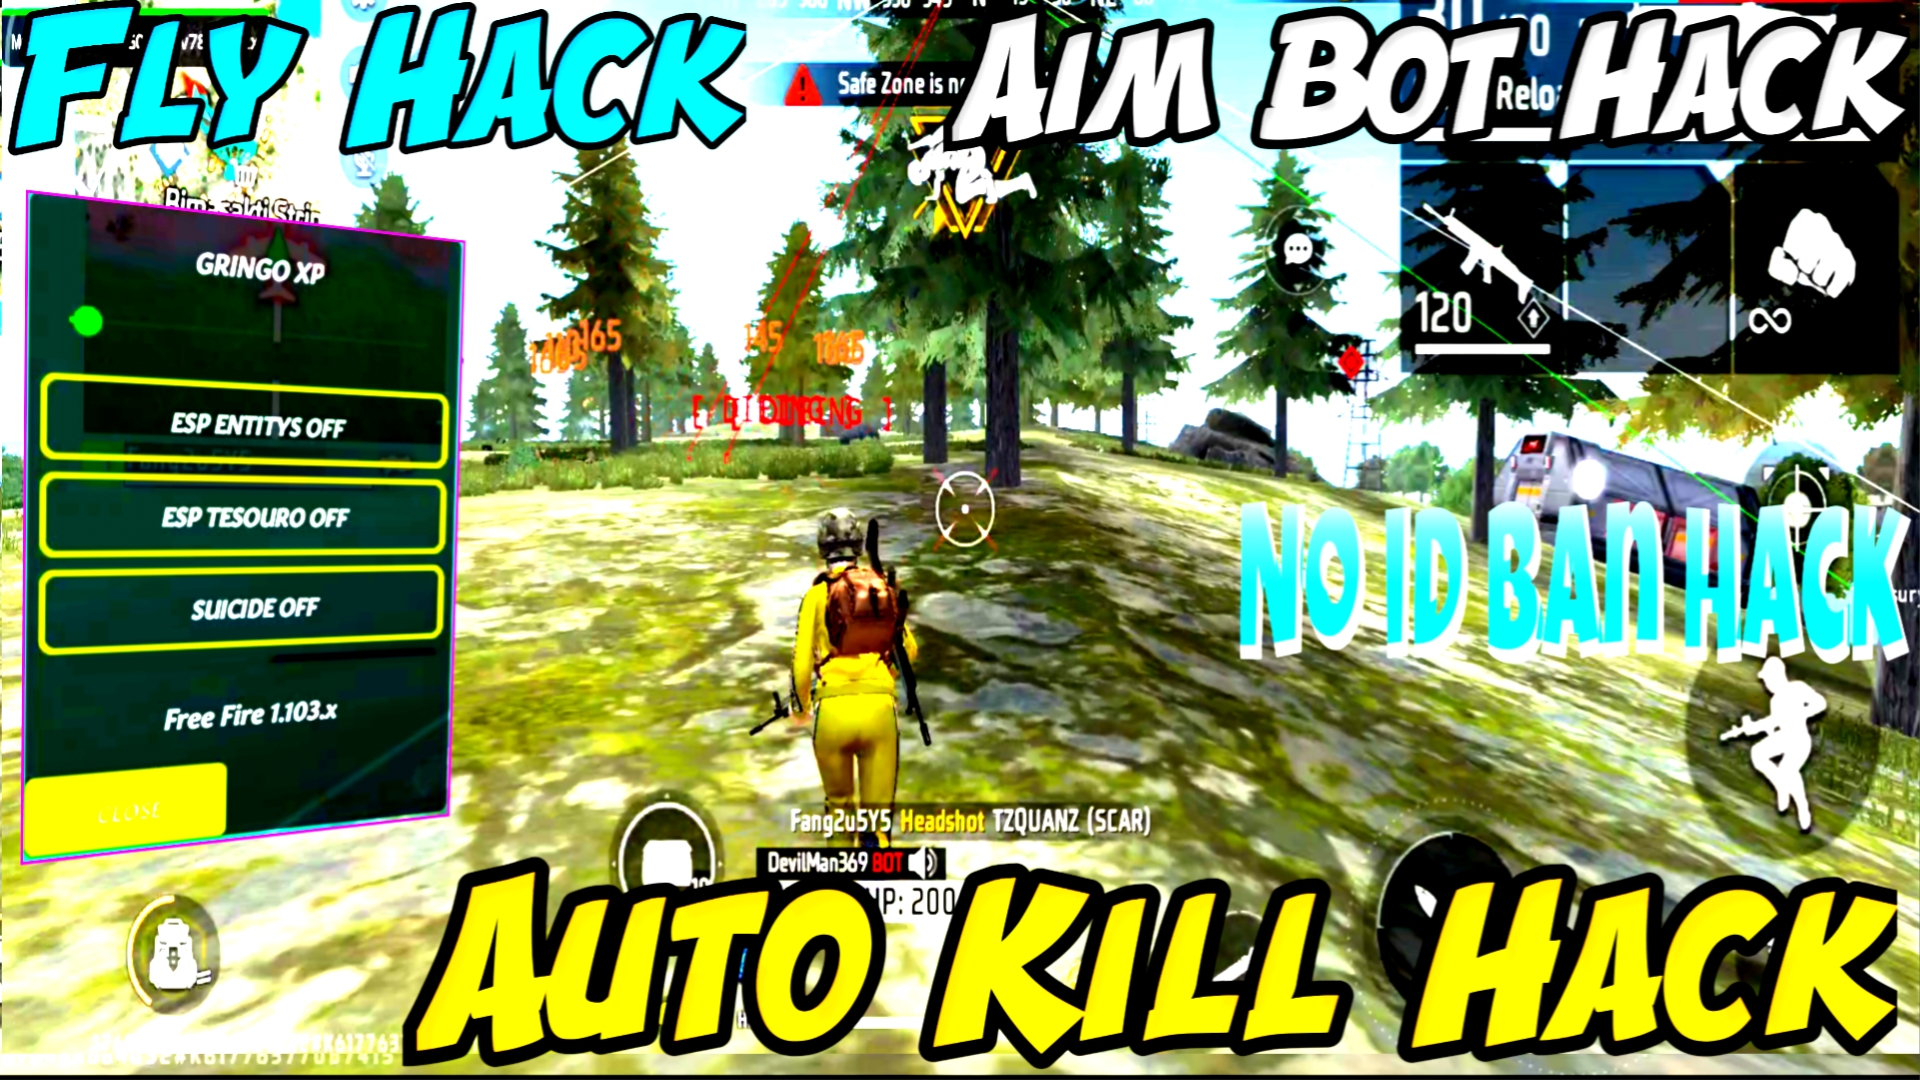 FLY HACK
AIM BOT HACK
Safe Zone is
Relo
GRINGO XP
ESP ENTITYS OFF
ESP TESOURO OFF
SUICIDE OFF
Free Fire 1.103.x
CLOSE
165
145
120
∞
NO ID BAN HACK
Fang2u5Y5 Headshot TZQUANZ (SCAR)
DevilMan369 BOT
HP: 200
AUTO KILL HACK